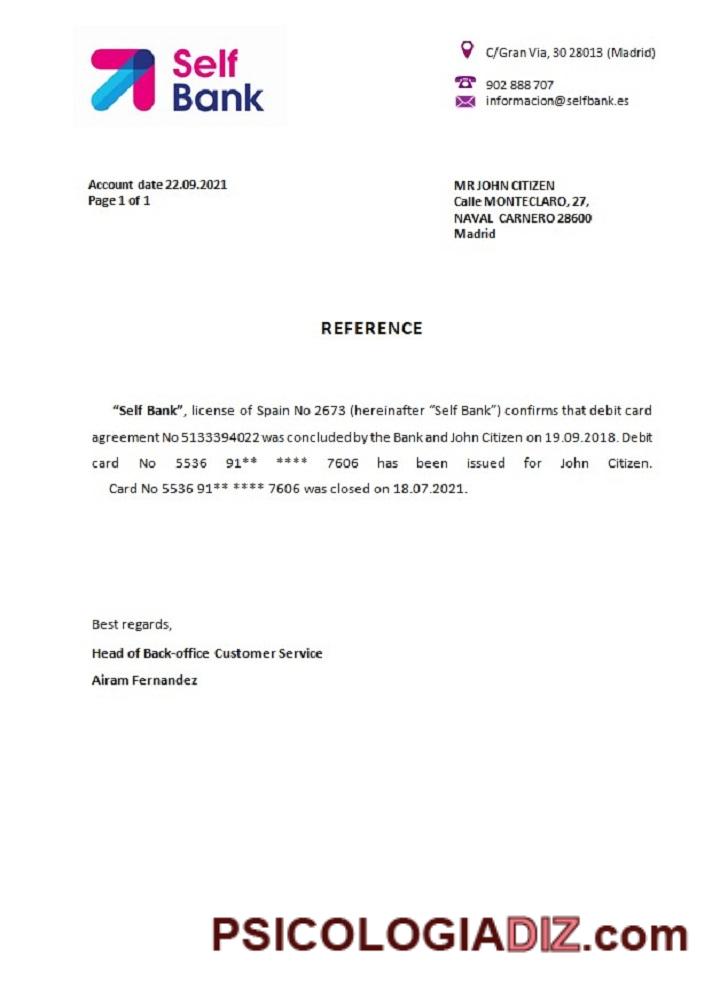 Self
Bank
C/Gran Via, 30 28013 (Madrid)
902 888 707
informacion@selfbank.es
Account date 22.09.2021
Page 1 of 1
MR JOHN CITIZEN
Calle MONTECLARO, 27,
NAVAL CARNERO 28600
Madrid
REFERENCE
"Self Bank", license of Spain No 2673 (hereinafter "Self Bank") confirms that debit card
agreement No 5133394022 was concluded by the Bank and John Citizen on 19.09.2018. Debit
card No 5536 91** **** 7606 has been issued for John Citizen.
Card No 5536 91** **** 7606 was closed on 18.07.2021.
Best regards,
Head of Back-office Customer Service
Airam Fernandez
PSICOLOGIADIZ.com